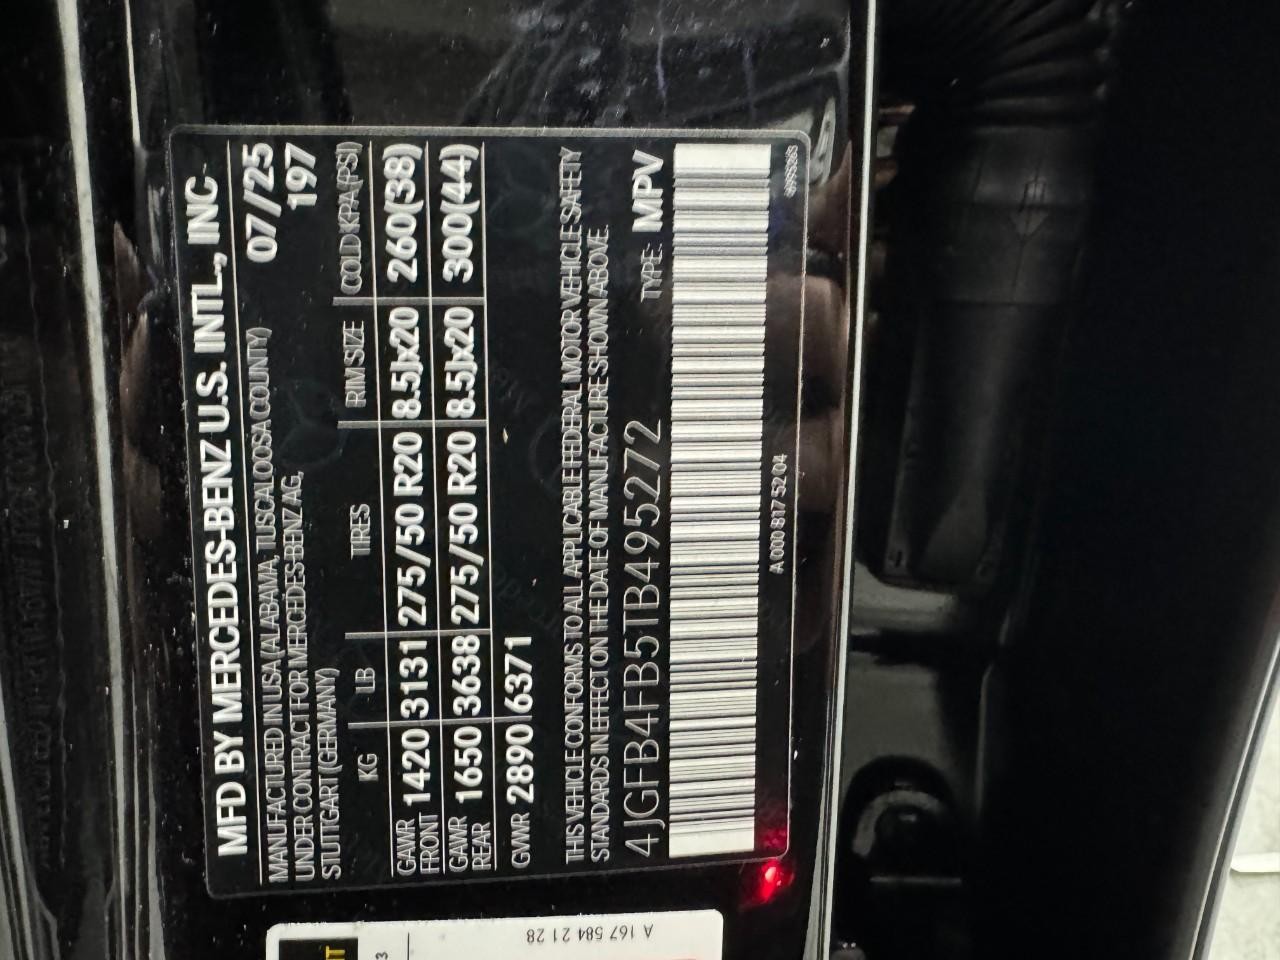 MFD BY MERCEDES-BENZ U.S. INTL., INC
MANUFACTURED IN USA (ALABAMA, TUSCALOOSA COUNTY) 07/25
UNDER CONTRACT FOR MERCEDES-BENZ AG, 197
STUTTGART (GERMANY)
KG LB TIRES RIM SIZE COLD KPA/(PSI)
GAWR FRONT 1420 3131 275/50 R20 8.5Jx20 260(38)
GAWR REAR 1650 3638 275/50 R20 8.5Jx20 300(44)
GVWR 2890 6371
THIS VEHICLE CONFORMS TO ALL APPLICABLE FEDERAL MOTOR VEHICLE SAFETY
STANDARDS IN EFFECT ON THE DATE OF MANUFACTURE SHOWN ABOVE.
4JGFB4FB5TB495272 TYPE: MPV
A 000 817 52 04
A 167 584 21 28